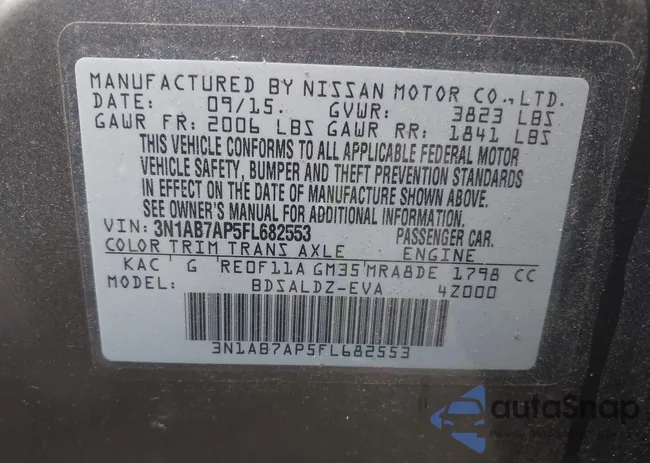 MANUFACTURED BY NISSAN MOTOR CO., LTD.
DATE: 09/15. GVWR: 3823 LBS
GAWR FR: 2006 LBS GAWR RR: 1841 LBS
THIS VEHICLE CONFORMS TO ALL APPLICABLE FEDERAL MOTOR
VEHICLE SAFETY, BUMPER AND THEFT PREVENTION STANDARDS
IN EFFECT ON THE DATE OF MANUFACTURE SHOWN ABOVE.
SEE OWNER'S MANUAL FOR ADDITIONAL INFORMATION.
VIN: 3N1AB7AP5FL682553 PASSENGER CAR.
COLOR TRIM TRANS AXLE ENGINE
KAC G RE0F11A GM35 MRA8DE 1798 CC
MODEL: BDSALDZ-EVA 4Z000
3N1AB7AP5FL682553
autoSnap